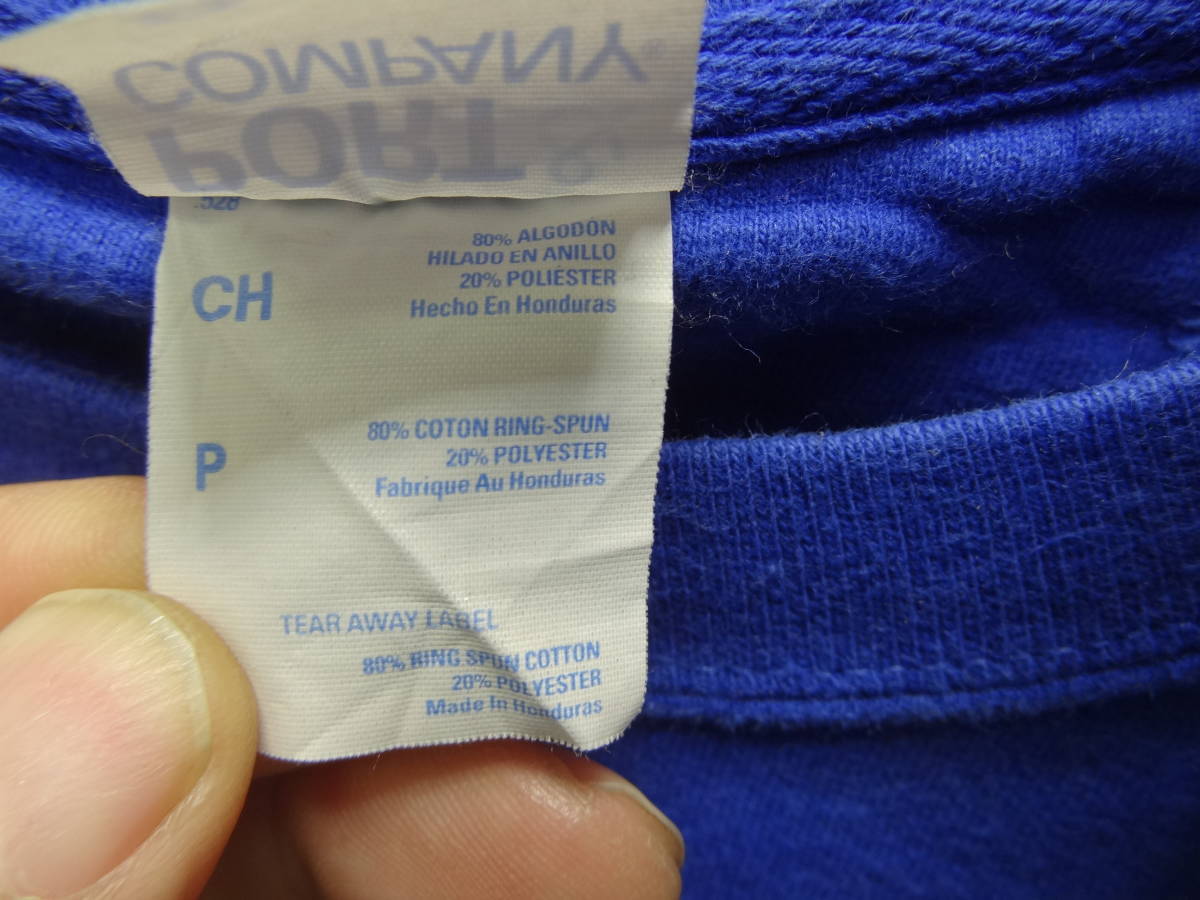 PORT &
COMPANY
.528
CH
80% ALGODÓN
HILADO EN ANILLO
20% POLIÉSTER
Hecho En Honduras
P
80% COTON RING-SPUN
20% POLYESTER
Fabrique Au Honduras
TEAR AWAY LABEL
80% RING SPUN COTTON
20% POLYESTER
Made In Honduras